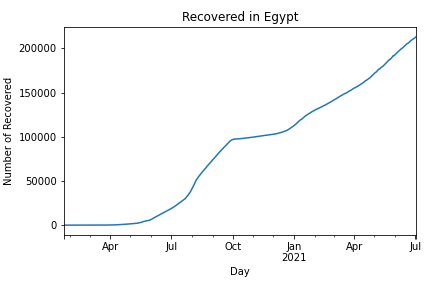 Recovered in Egypt
Number of Recovered
200000
150000
100000
50000
0
Apr Jul Oct Jan Apr Jul
2021
Day